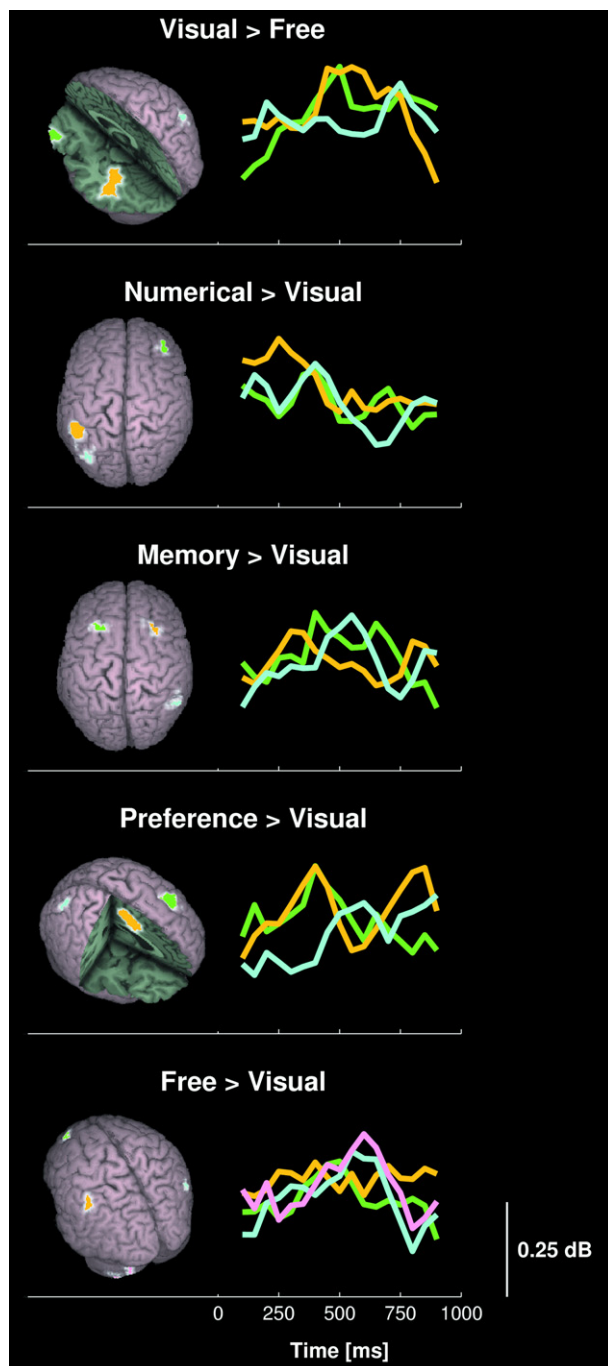 Visual > Free
Numerical > Visual
Memory > Visual
Preference > Visual
Free > Visual
0.25 dB
0 250 500 750 1000
Time [ms]